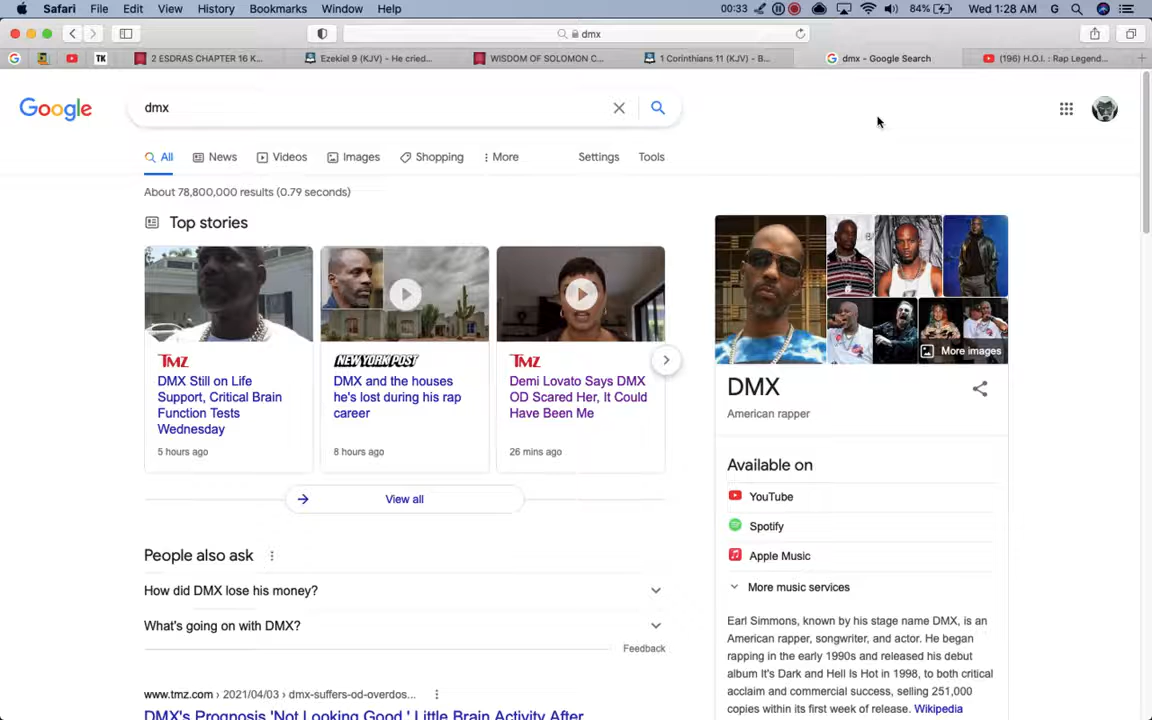 Safari File Edit View History Bookmarks Window Help 00:33 84% Wed 1:28 AM G
dmx
TK 2 ESDRAS CHAPTER 16 K... Ezekiel 9 (KJV) - He cried... WISDOM OF SOLOMON C... 1 Corinthians 11 (KJV) - B... dmx - Google Search (196) H.O.I. : Rap Legend...
Google dmx
All News Videos Images Shopping More Settings Tools
About 78,800,000 results (0.79 seconds)
Top stories
TMZ
DMX Still on Life
Support, Critical Brain
Function Tests
Wednesday
5 hours ago
NEW YORK POST
DMX and the houses
he's lost during his rap
career
8 hours ago
TMZ
Demi Lovato Says DMX
OD Scared Her, It Could
Have Been Me
26 mins ago
View all
People also ask
How did DMX lose his money?
What's going on with DMX?
Feedback
www.tmz.com › 2021/04/03 › dmx-suffers-od-overdos...
DMX's Prognosis 'Not Looking Good,' Little Brain Activity After
More images
DMX
American rapper
Available on
YouTube
Spotify
Apple Music
More music services
Earl Simmons, known by his stage name DMX, is an
American rapper, songwriter, and actor. He began
rapping in the early 1990s and released his debut
album It's Dark and Hell Is Hot in 1998, to both critical
acclaim and commercial success, selling 251,000
copies within its first week of release. Wikipedia